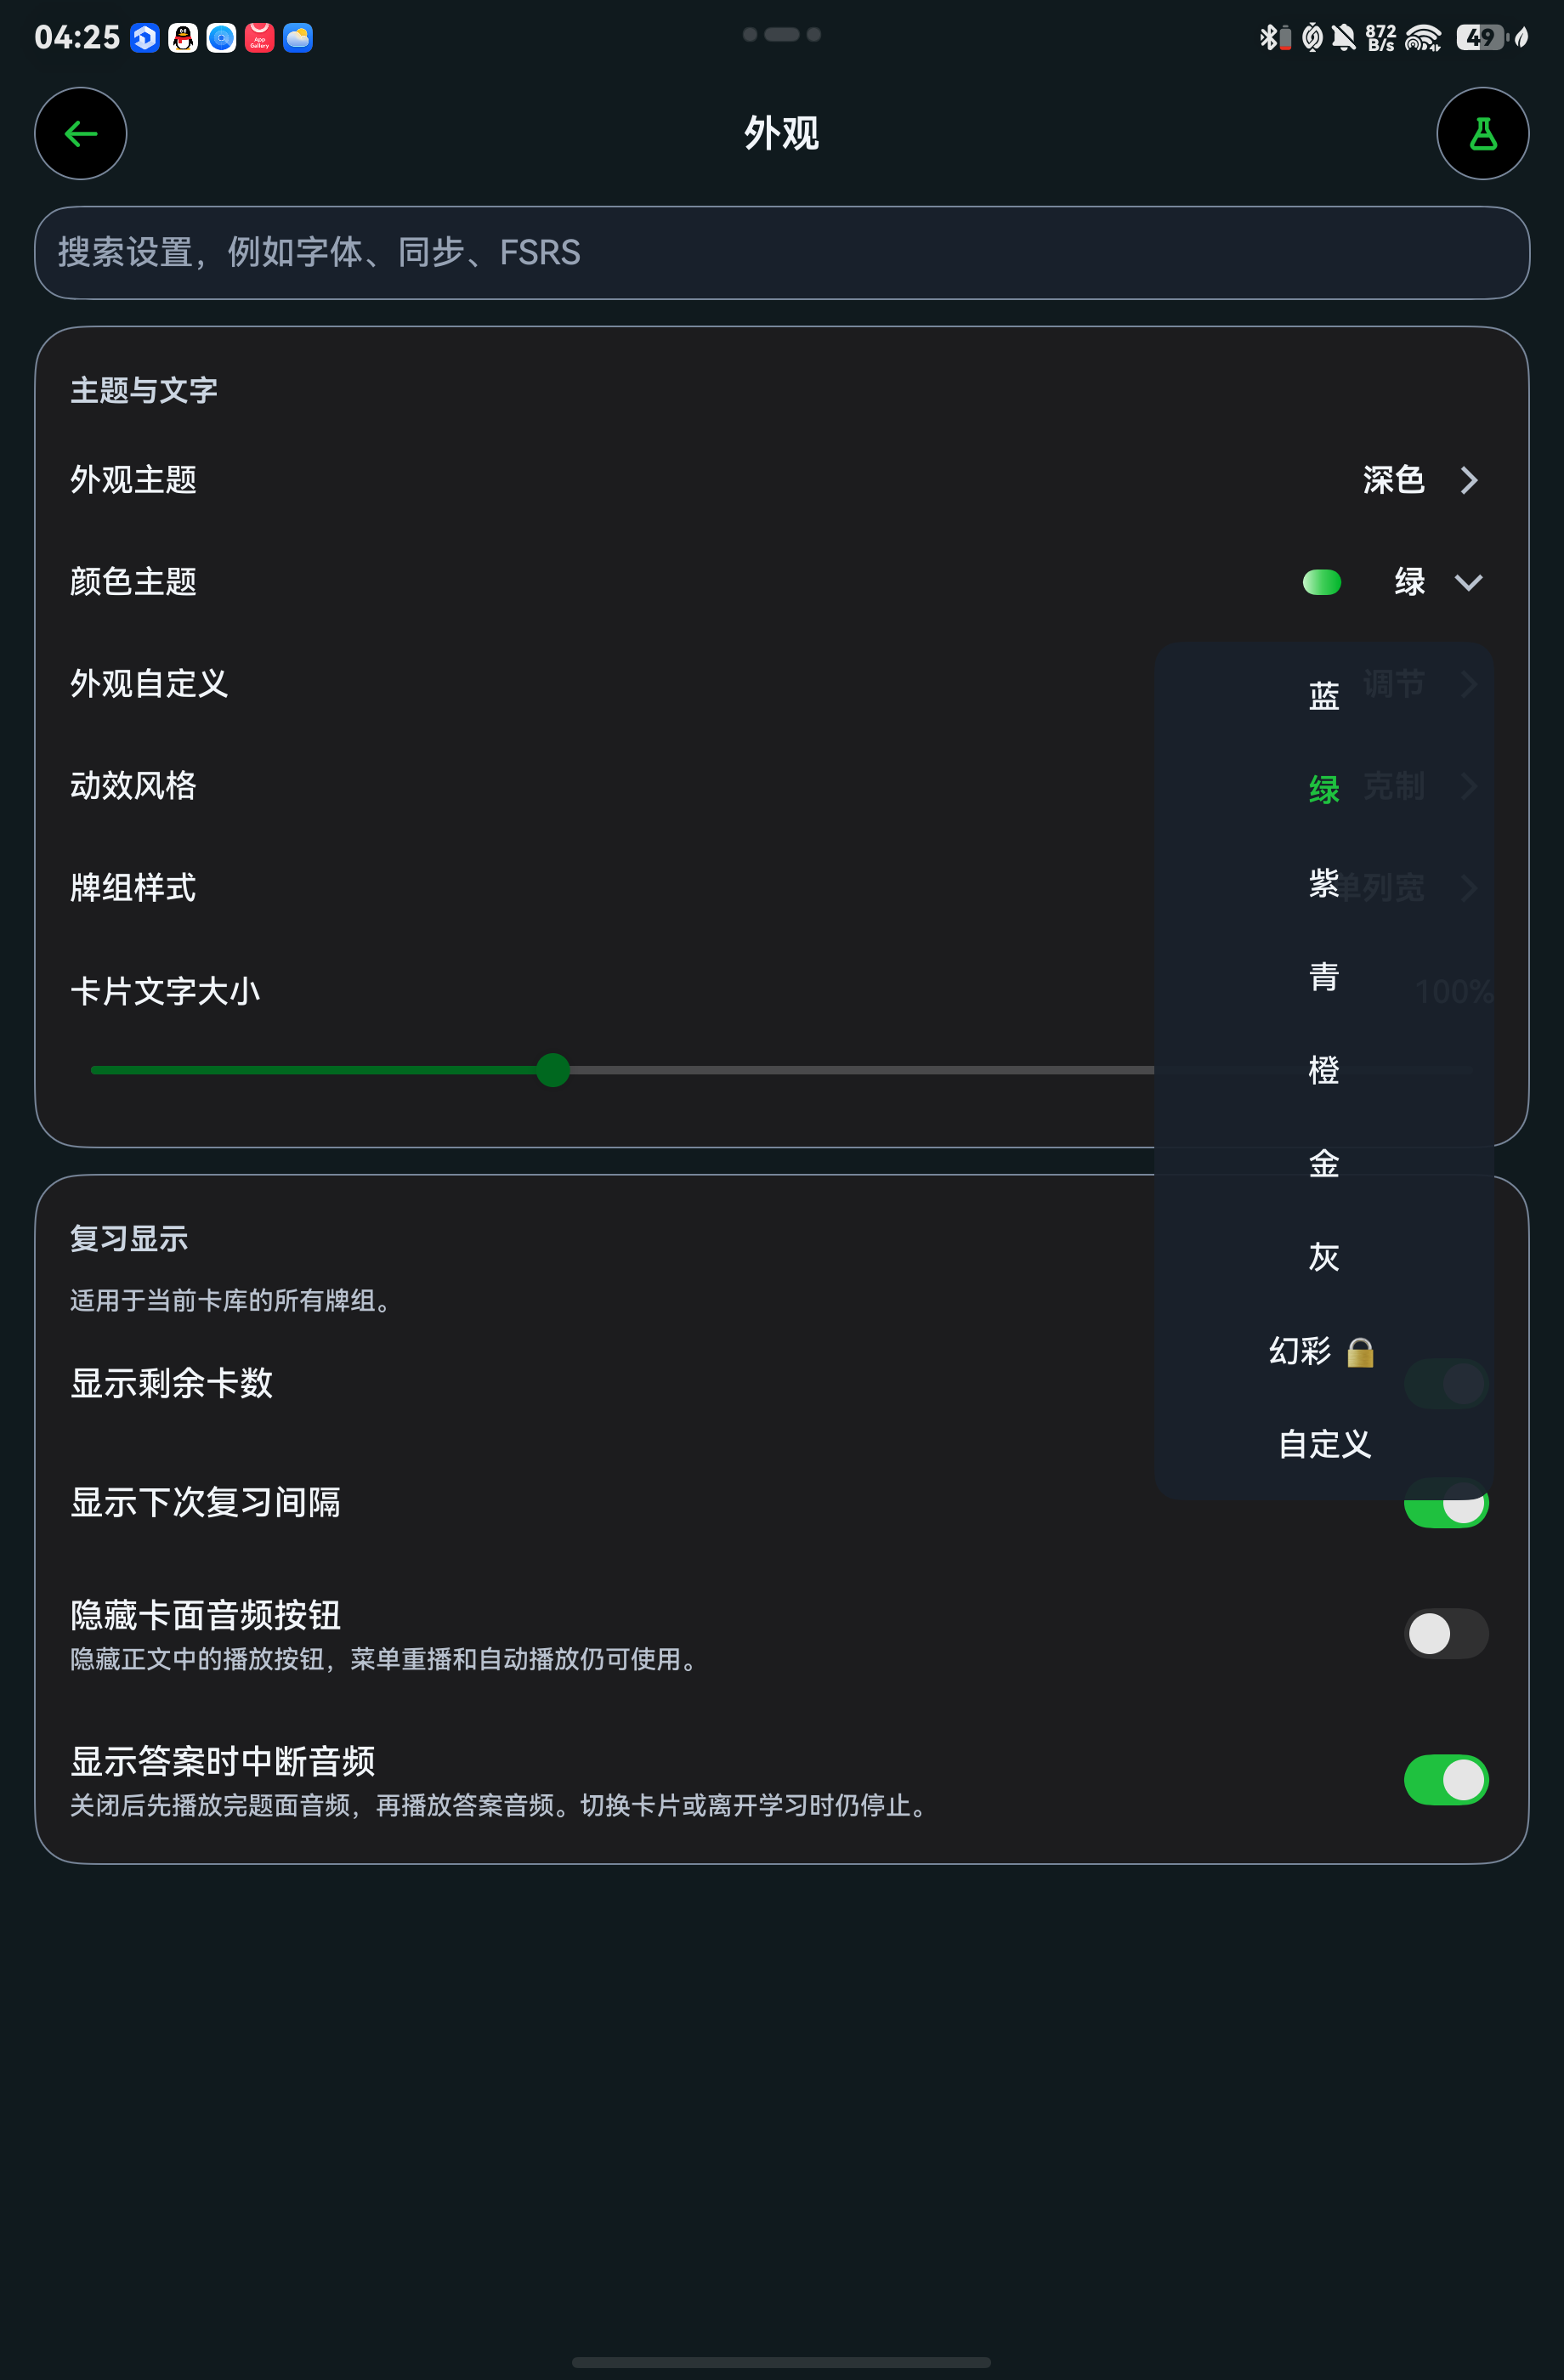 04:25
872
B/s
49
外观
搜索设置，例如字体、同步、FSRS
主题与文字
外观主题 深色
颜色主题 绿
外观自定义 调节
蓝
动效风格 克制
绿
牌组样式 单列宽
紫
青
卡片文字大小 100%
橙
金
复习显示
灰
适用于当前卡库的所有牌组。
幻彩
显示剩余卡数
自定义
显示下次复习间隔
隐藏卡面音频按钮
隐藏正文中的播放按钮，菜单重播和自动播放仍可使用。
显示答案时中断音频
关闭后先播放完题面音频，再播放答案音频。切换卡片或离开学习时仍停止。